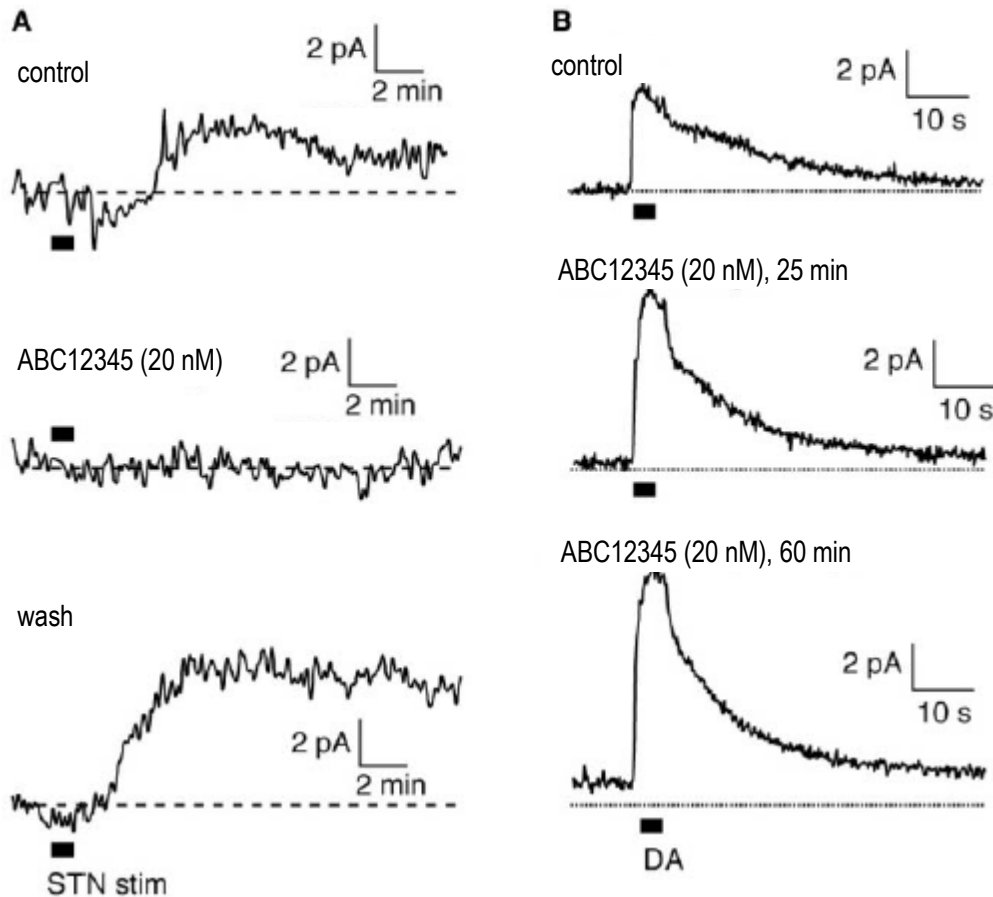 A
2 pA
control
2 min
ABC12345 (20 nM)
2 pA
2 min
wash
2 pA
2 min
STN stim
B
control
2 pA
10 s
ABC12345 (20 nM), 25 min
2 pA
10 s
ABC12345 (20 nM), 60 min
2 pA
10 s
DA